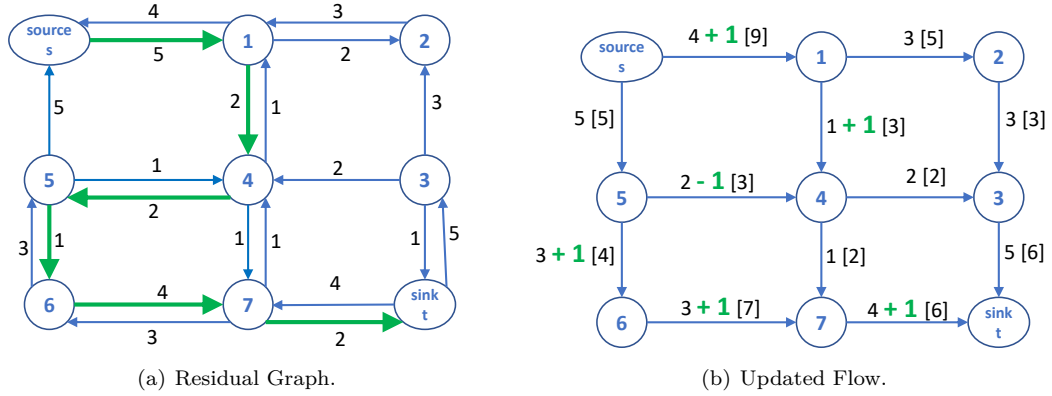 4
3
source
s
1
2
5
2
2
1
3
5
1
5
4
2
3
2
3
1
1
1
1
5
4
4
6
7
sink
t
3
2
(a) Residual Graph.
source
s
4 + 1 [9]
1
3 [5]
2
5 [5]
1 + 1 [3]
3 [3]
5
2 - 1 [3]
4
2 [2]
3
3 + 1 [4]
1 [2]
5 [6]
6
3 + 1 [7]
7
4 + 1 [6]
sink
t
(b) Updated Flow.